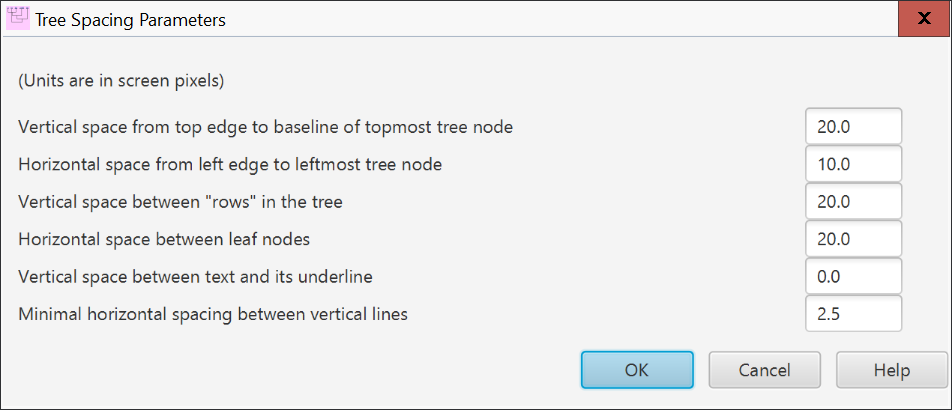 Tree Spacing Parameters
X
(Units are in screen pixels)
Vertical space from top edge to baseline of topmost tree node 20.0
Horizontal space from left edge to leftmost tree node 10.0
Vertical space between "rows" in the tree 20.0
Horizontal space between leaf nodes 20.0
Vertical space between text and its underline 0.0
Minimal horizontal spacing between vertical lines 2.5
OK Cancel Help